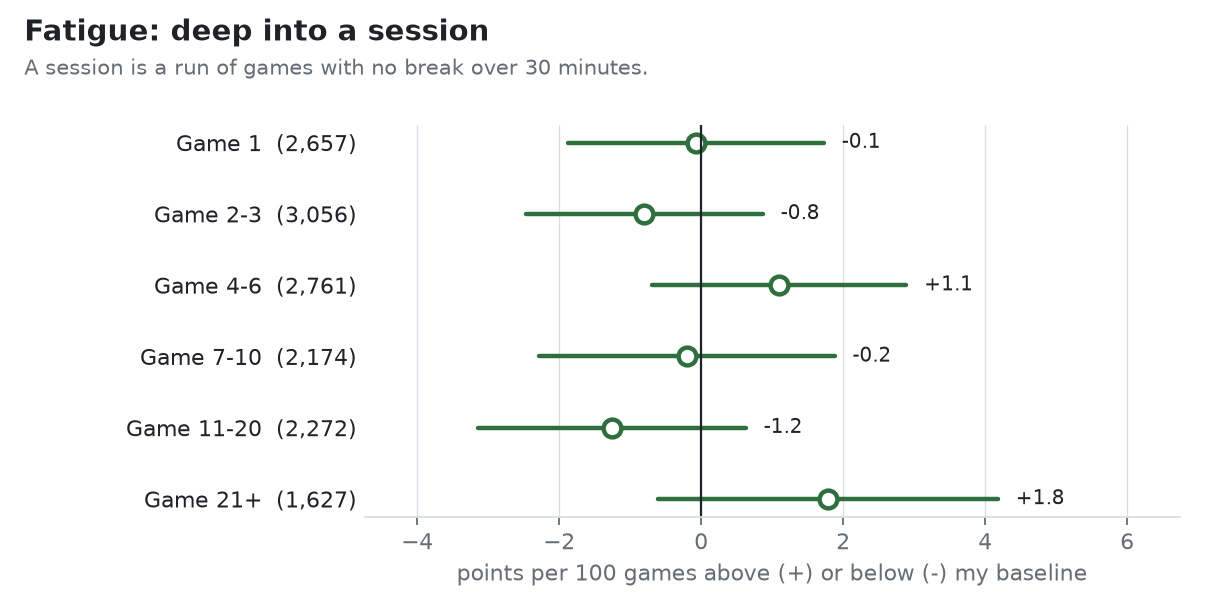 Fatigue: deep into a session
A session is a run of games with no break over 30 minutes.
Game 1 (2,657) -0.1
Game 2-3 (3,056) -0.8
Game 4-6 (2,761) +1.1
Game 7-10 (2,174) -0.2
Game 11-20 (2,272) -1.2
Game 21+ (1,627) +1.8
−4 −2 0 2 4 6
points per 100 games above (+) or below (-) my baseline